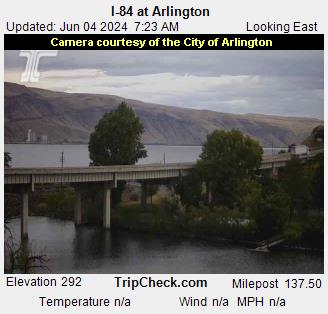 I-84 at Arlington
Updated: Jun 04 2024 7:23 AM Looking East
Camera courtesy of the City of Arlington
Elevation 292 TripCheck.com Milepost 137.50
Temperature n/a Wind n/a MPH n/a